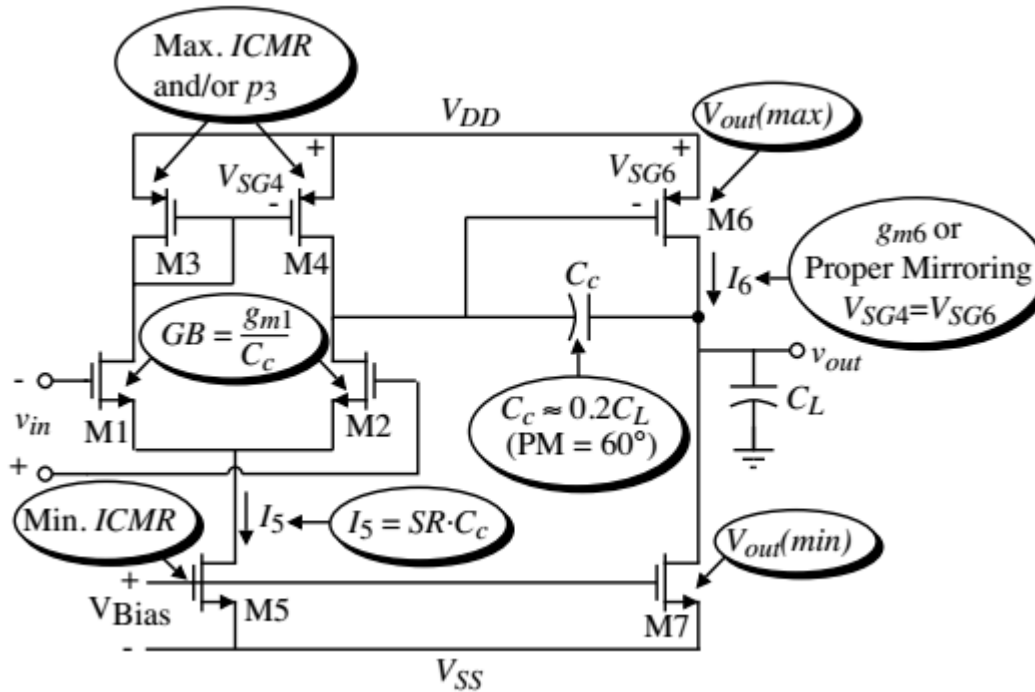 Max. ICMR
and/or p3
VDD
Vout(max)
+
VSG4
-
+
VSG6
-
M3
M4
M6
gm6 or
Proper Mirroring
VSG4=VSG6
I6
Cc
GB = gm1
Cc
-
vin
+
M1
M2
vout
CL
Cc ≈ 0.2CL
(PM = 60°)
Min. ICMR
I5
I5 = SR·Cc
Vout(min)
+
VBias
-
M5
M7
VSS